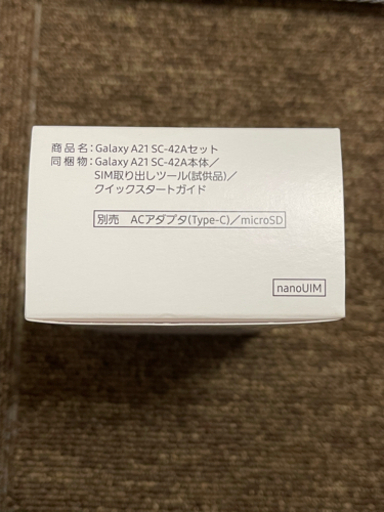 商品名:Galaxy A21 SC-42Aセット
同梱物:Galaxy A21 SC-42A本体/
SIM取り出しツール(試供品)/
クイックスタートガイド
別売 ACアダプタ(Type-C)/microSD
nanoUIM